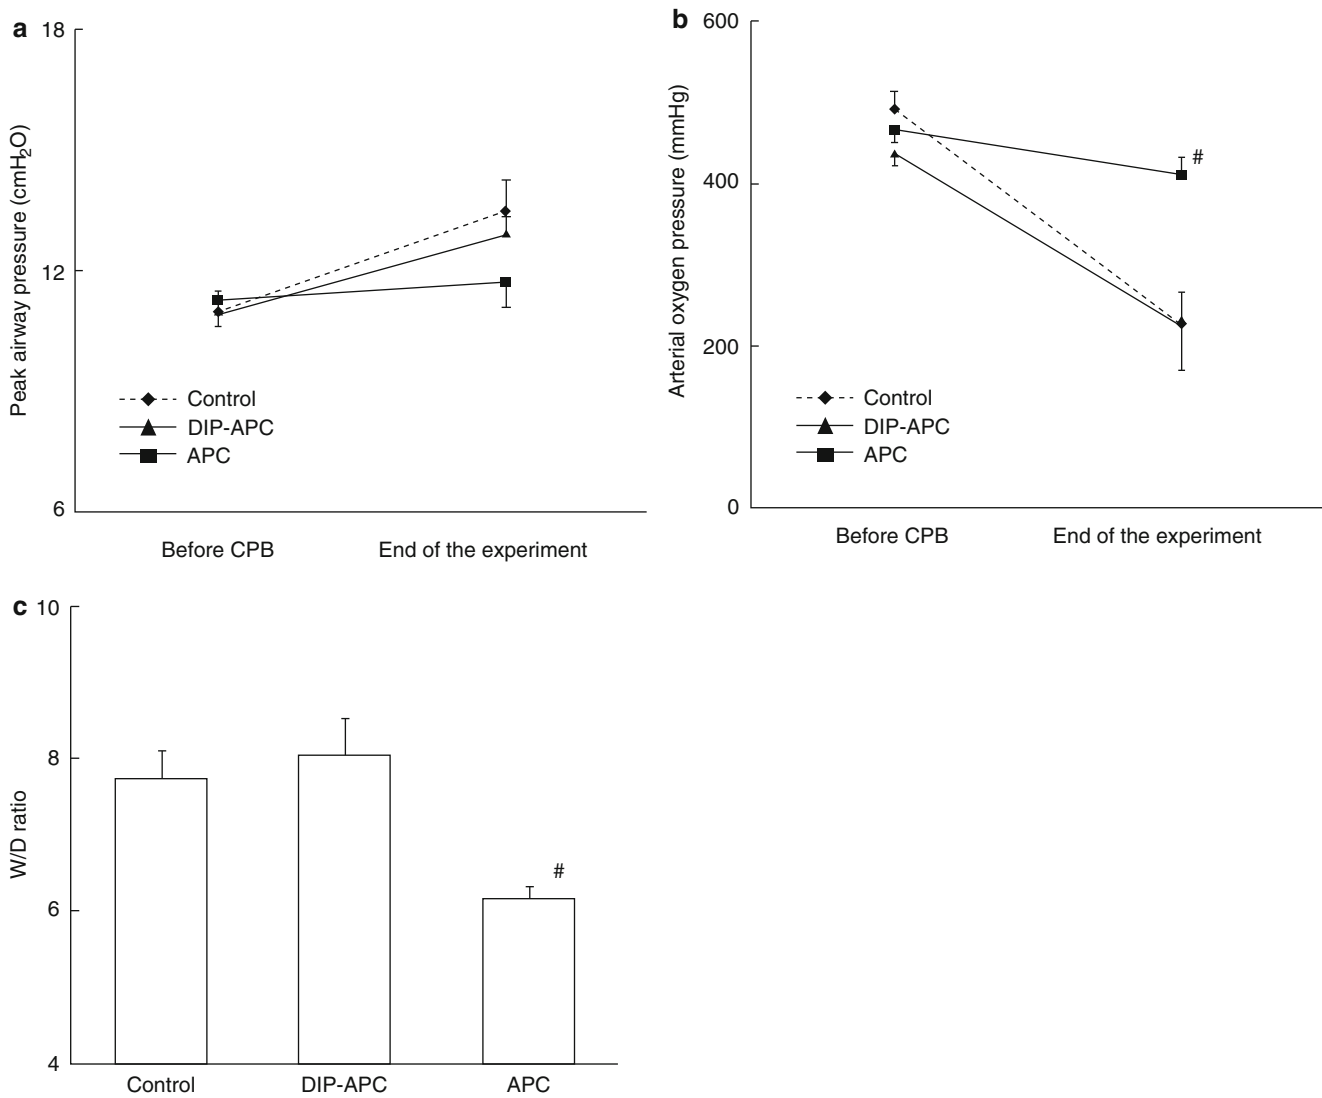 a
18
12
6
Peak airway pressure (cmH2O)
Control
DIP-APC
APC
Before CPB
End of the experiment
b
600
400
200
0
Arterial oxygen pressure (mmHg)
#
Control
DIP-APC
APC
Before CPB
End of the experiment
c
10
8
6
4
W/D ratio
#
Control
DIP-APC
APC